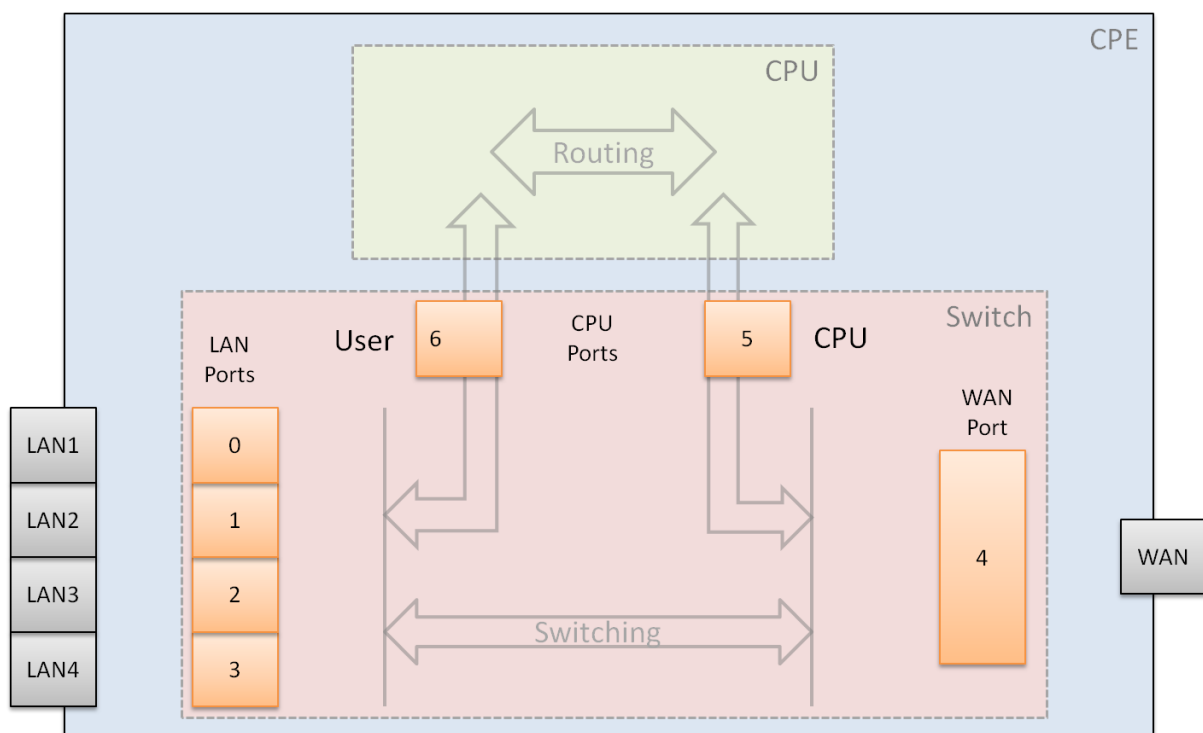 CPE
CPU
Routing
Switch
User
6
CPU
Ports
5
CPU
LAN
Ports
WAN
Port
LAN1
0
LAN2
1
LAN3
2
LAN4
3
4
WAN
Switching